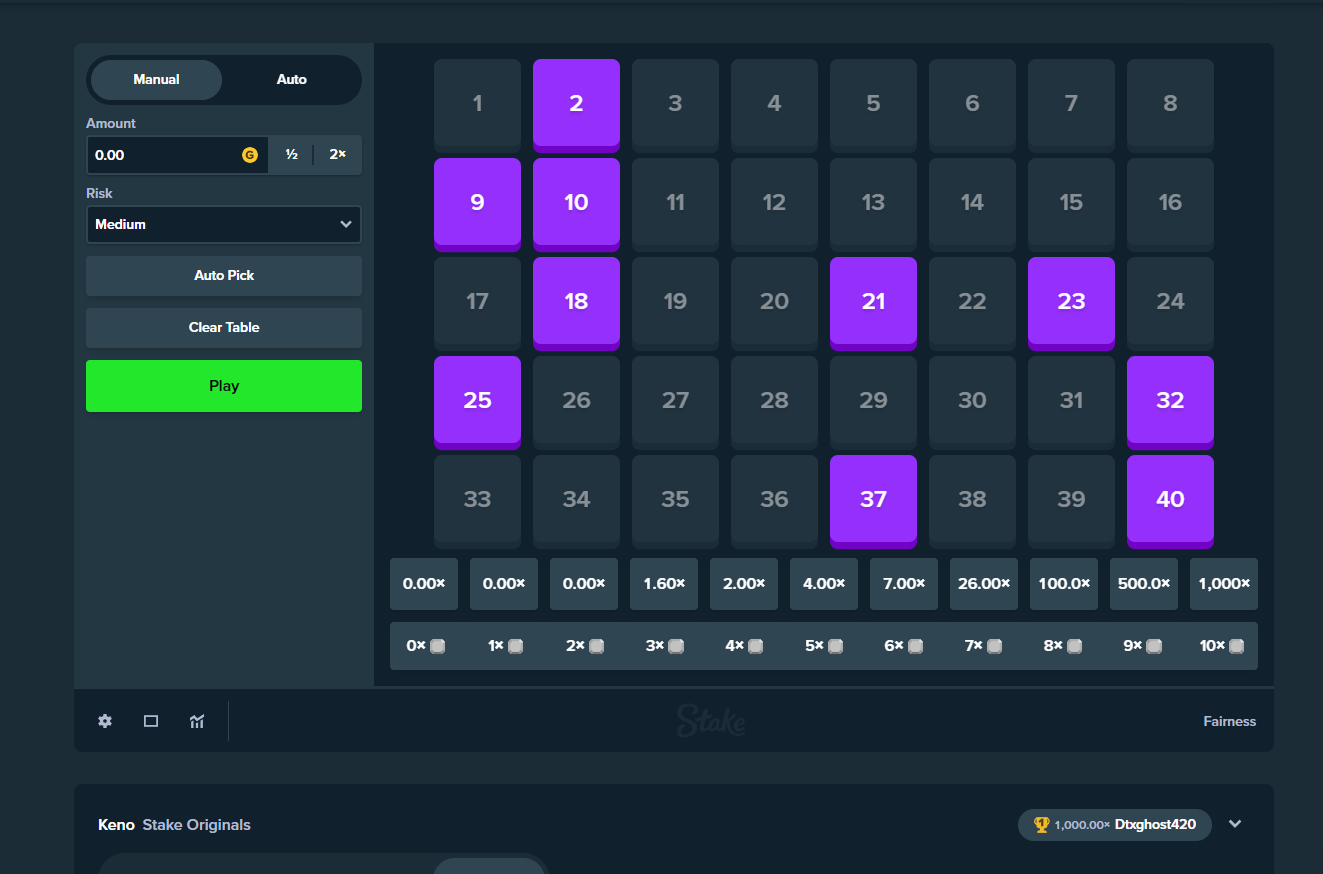 Manual Auto
Amount
0.00 G ½ 2×
Risk
Medium
Auto Pick
Clear Table
Play
1 2 3 4 5 6 7 8
9 10 11 12 13 14 15 16
17 18 19 20 21 22 23 24
25 26 27 28 29 30 31 32
33 34 35 36 37 38 39 40
0.00× 0.00× 0.00× 1.60× 2.00× 4.00× 7.00× 26.00× 100.0× 500.0× 1,000×
0× 1× 2× 3× 4× 5× 6× 7× 8× 9× 10×
Stake Fairness
Keno Stake Originals 1 1,000.00× Dtxghost420